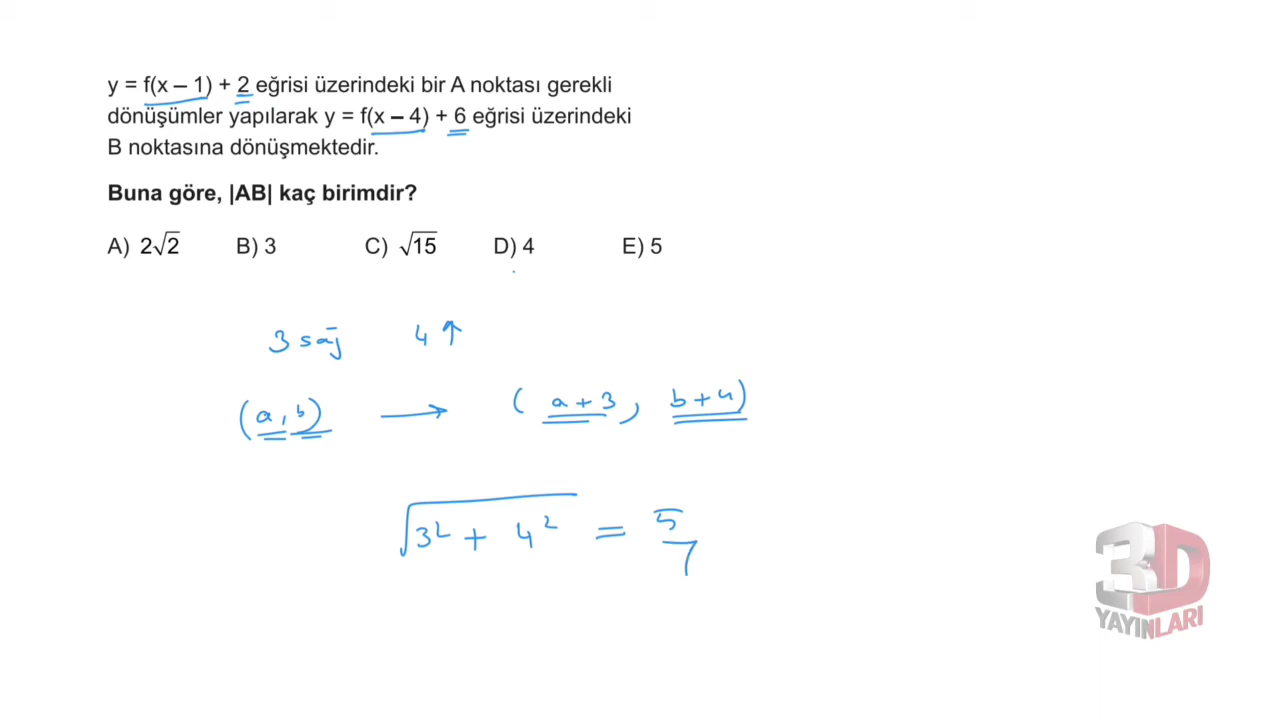 y = f(x – 1) + 2 eğrisi üzerindeki bir A noktası gerekli
dönüşümler yapılarak y = f(x – 4) + 6 eğrisi üzerindeki
B noktasına dönüşmektedir.
Buna göre, |AB| kaç birimdir?
A) 2√2 B) 3 C) √15 D) 4 E) 5
3 sağ 4 ↑
(a, b) → (a + 3, b + 4)
√(3² + 4²) = 5
3D
YAYINLARI